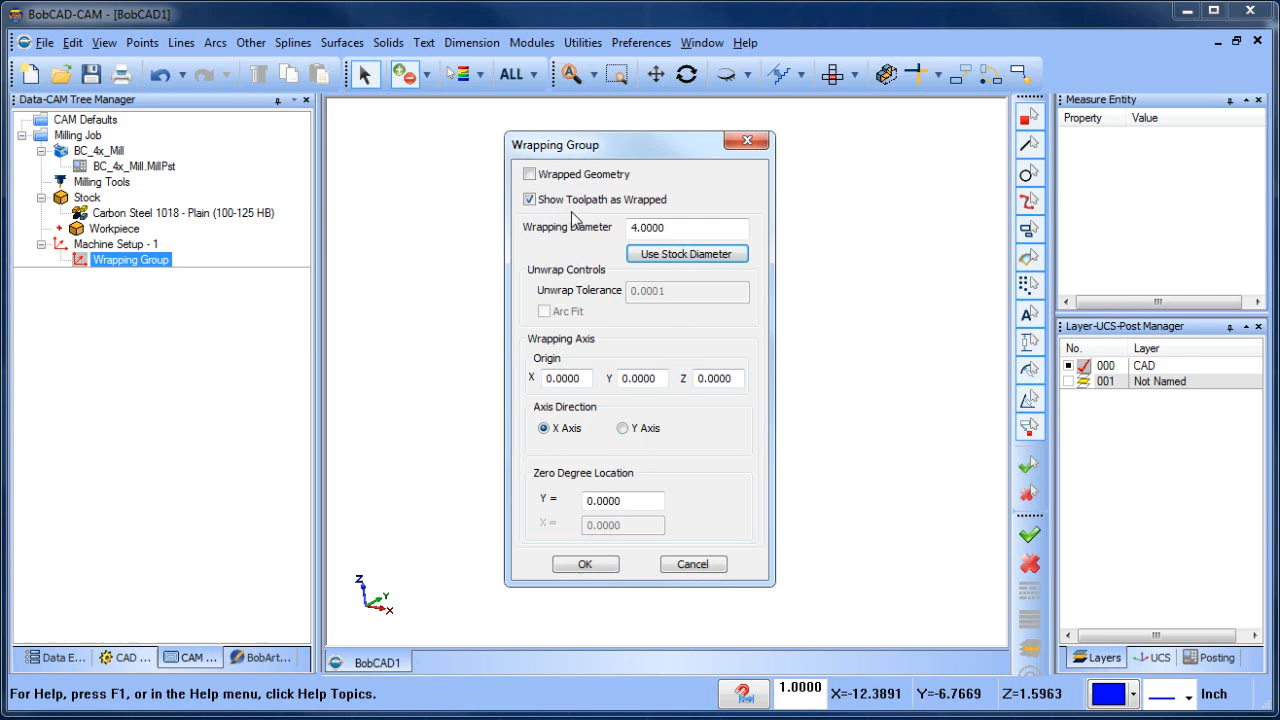 BobCAD-CAM - [BobCAD1]
File Edit View Points Lines Arcs Other Splines Surfaces Solids Text Dimension Modules Utilities Preferences Window Help
ALL
Data-CAM Tree Manager
CAM Defaults
Milling Job
BC_4x_Mill
BC_4x_Mill.MillPst
Milling Tools
Stock
Carbon Steel 1018 - Plain (100-125 HB)
Workpiece
Machine Setup - 1
Wrapping Group
Data E...
CAD ...
CAM ...
BobArt...
Wrapping Group
Wrapped Geometry
Show Toolpath as Wrapped
Wrapping Diameter 4.0000
Use Stock Diameter
Unwrap Controls
Unwrap Tolerance 0.0001
Arc Fit
Wrapping Axis
Origin
X 0.0000 Y 0.0000 Z 0.0000
Axis Direction
X Axis Y Axis
Zero Degree Location
Y = 0.0000
X = 0.0000
OK Cancel
Z
Y
X
BobCAD1
A
Measure Entity
Property Value
Layer-UCS-Post Manager
No. Layer
000 CAD
001 Not Named
Layers UCS Posting
For Help, press F1, or in the Help menu, click Help Topics.
1.0000 X=-12.3891 Y=-6.7669 Z=1.5963 Inch